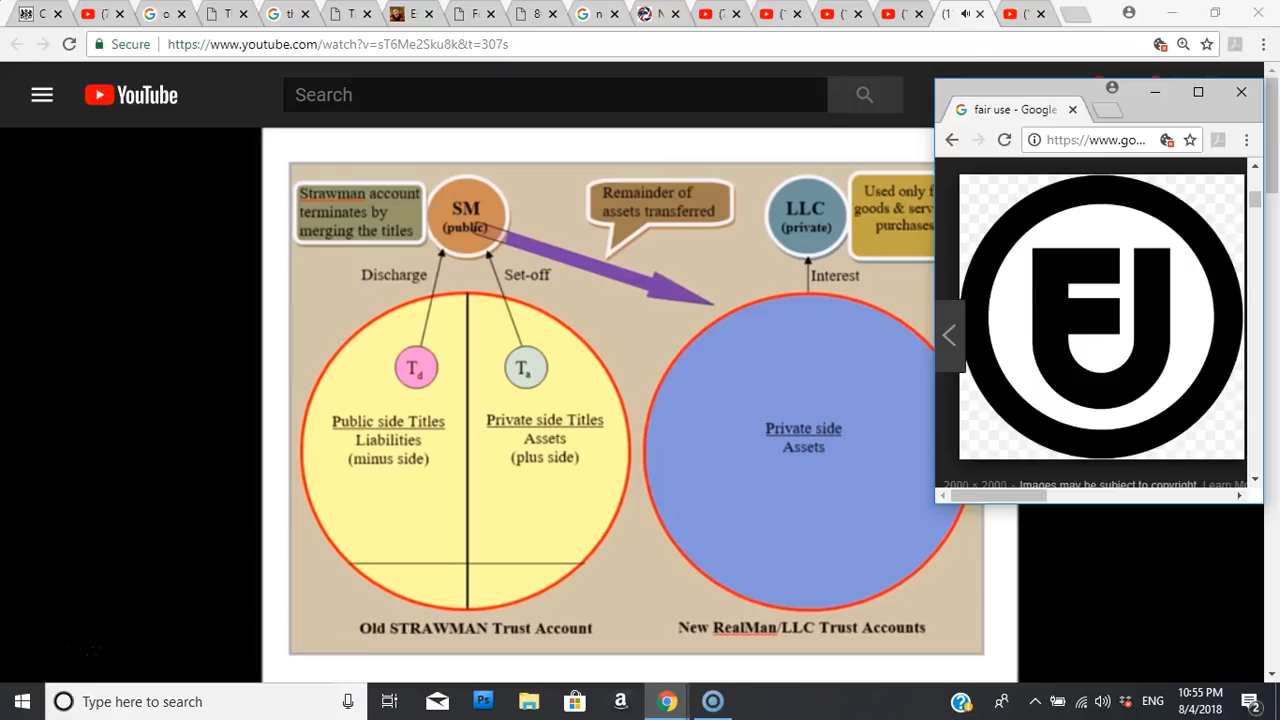 Secure
https://www.youtube.com/watch?v=sT6Me2Sku8k&t=307s
YouTube
Search
fair use - Google
https://www.go...
Strawman account
terminates by
merging the titles
SM
(public)
Remainder of
assets transferred
LLC
(private)
Used only f
goods & serv
purchases
Discharge
Set-off
Interest
Td
Ta
Public side Titles
Liabilities
(minus side)
Private side Titles
Assets
(plus side)
Private side
Assets
2000 × 2000 - Images may be subject to copyright. Learn M
Old STRAWMAN Trust Account
New RealMan/LLC Trust Accounts
Type here to search
ENG
10:55 PM
8/4/2018
2